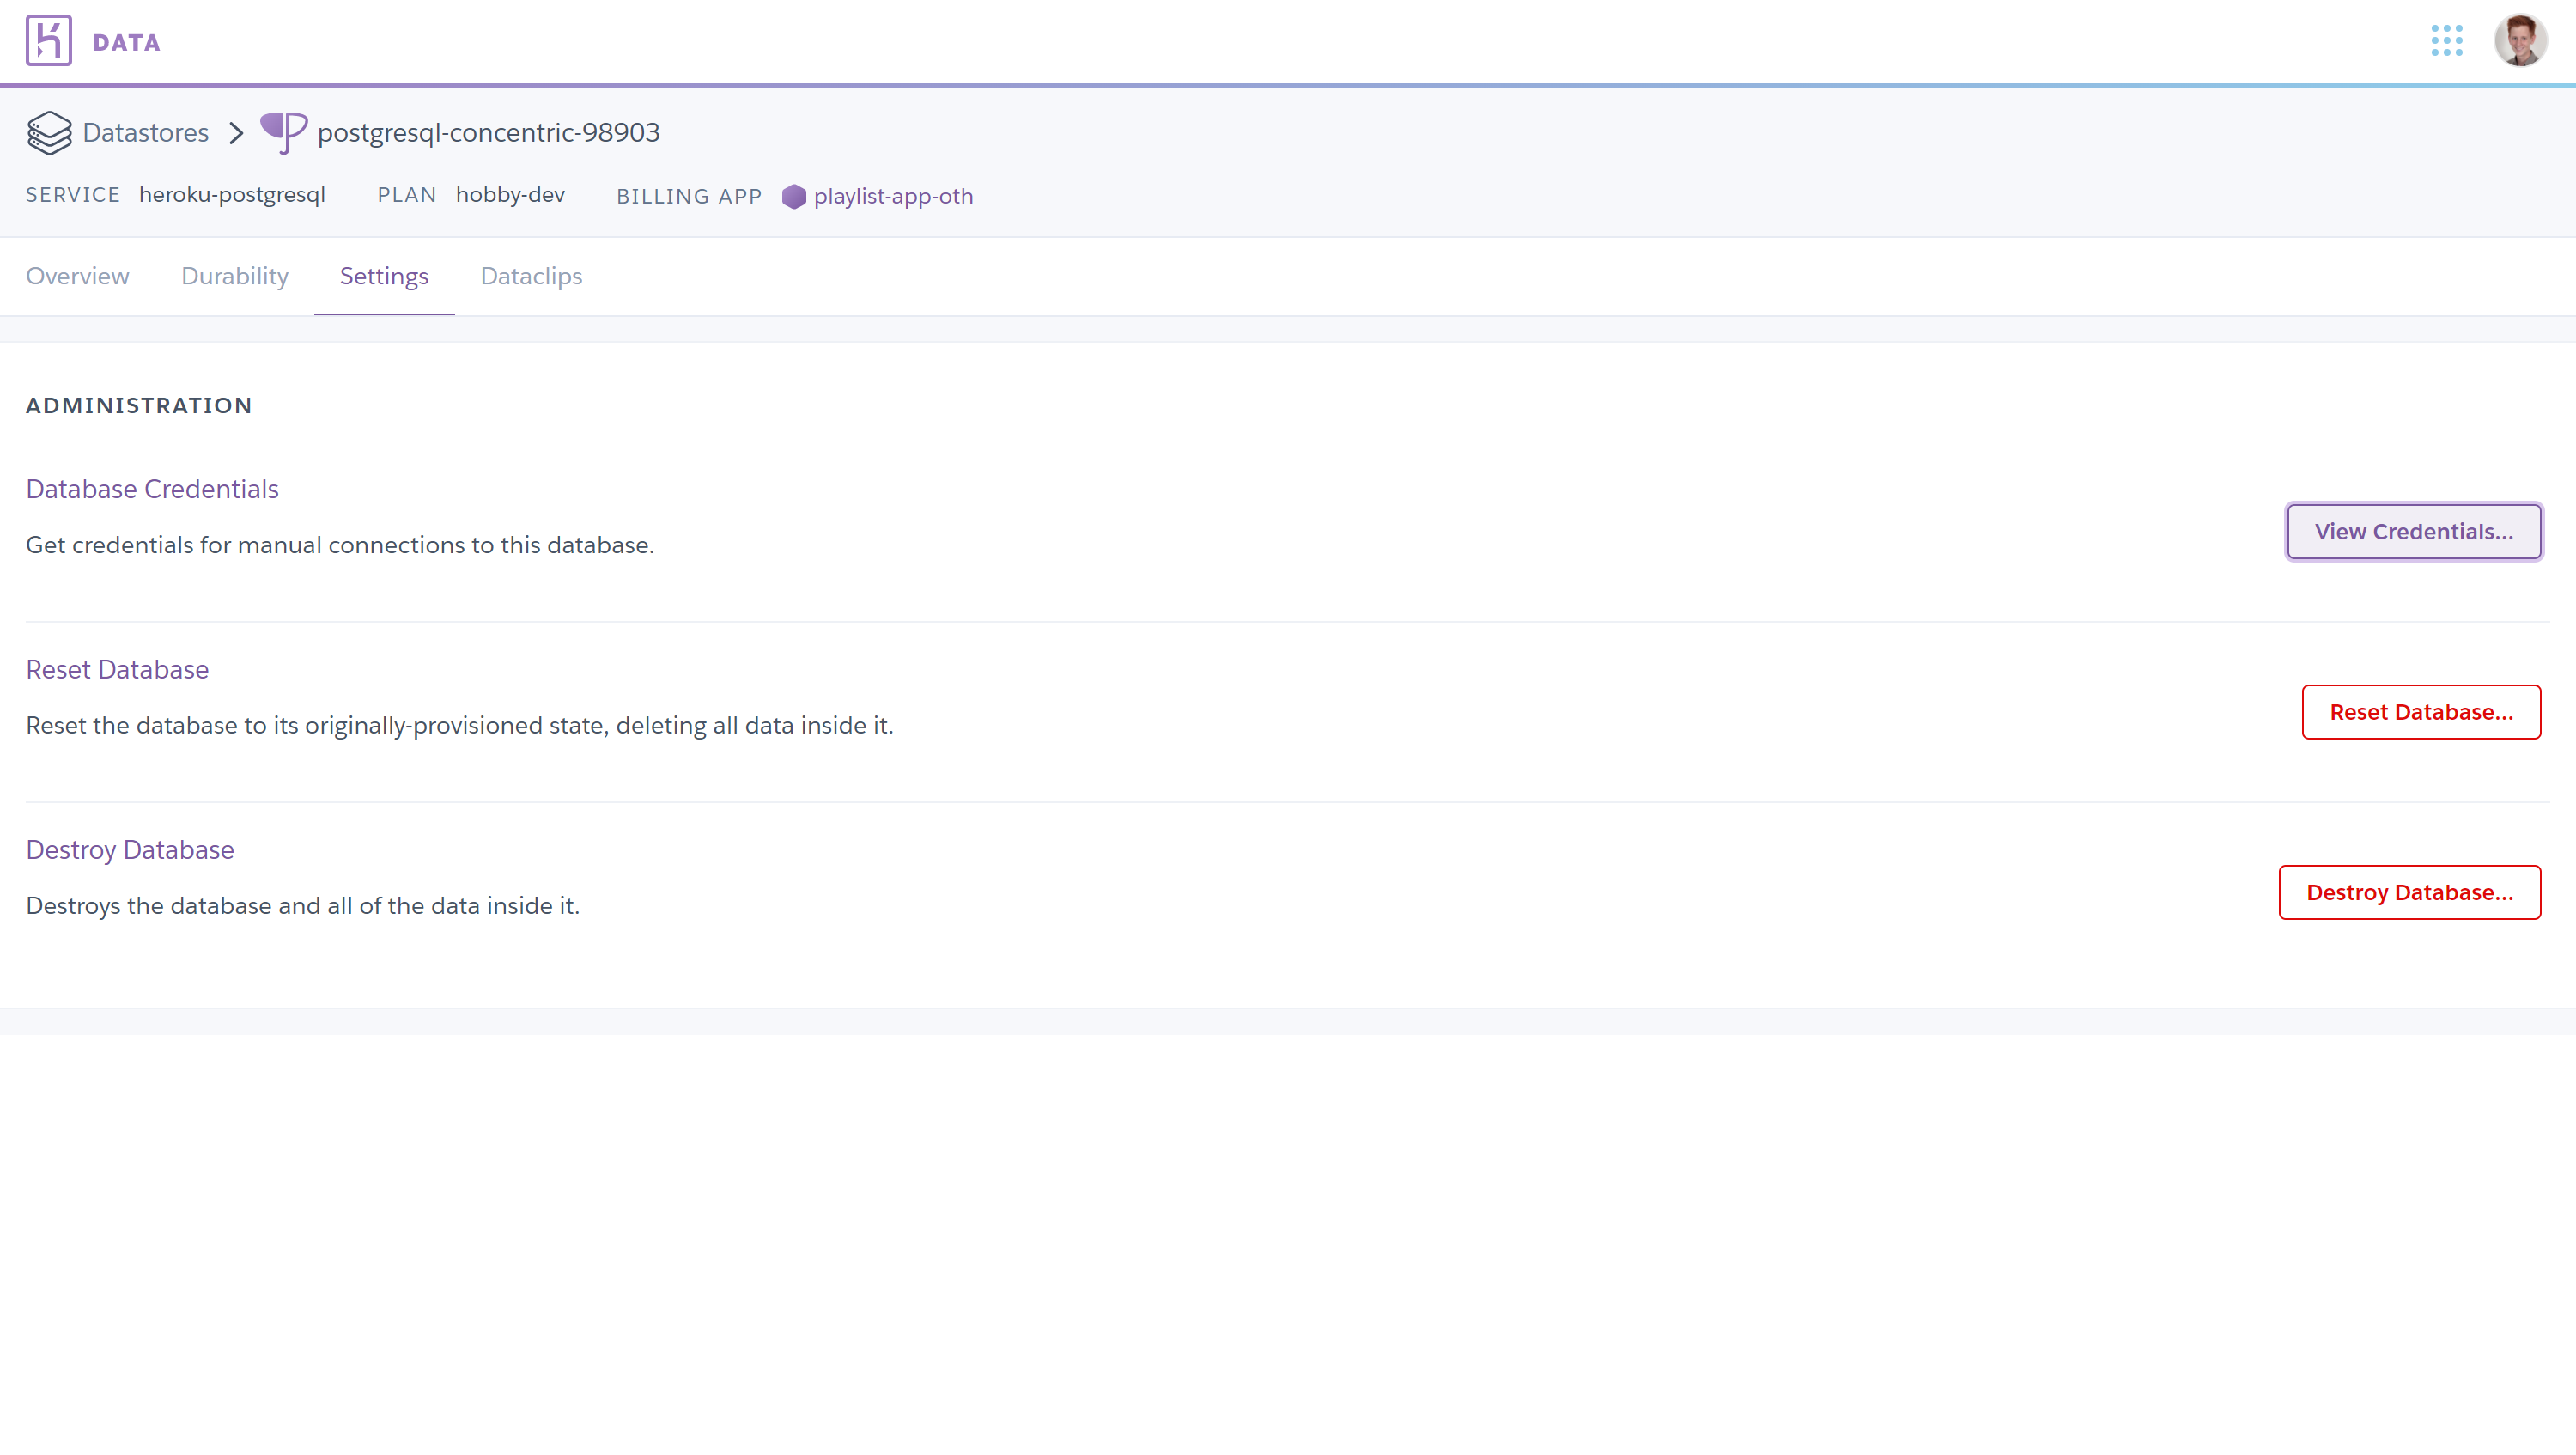 DATA
Datastores postgresql-concentric-98903
SERVICE heroku-postgresql PLAN hobby-dev BILLING APP playlist-app-oth
Overview Durability Settings Dataclips
ADMINISTRATION
Database Credentials
Get credentials for manual connections to this database.
View Credentials...
Reset Database
Reset the database to its originally-provisioned state, deleting all data inside it.
Reset Database...
Destroy Database
Destroys the database and all of the data inside it.
Destroy Database...